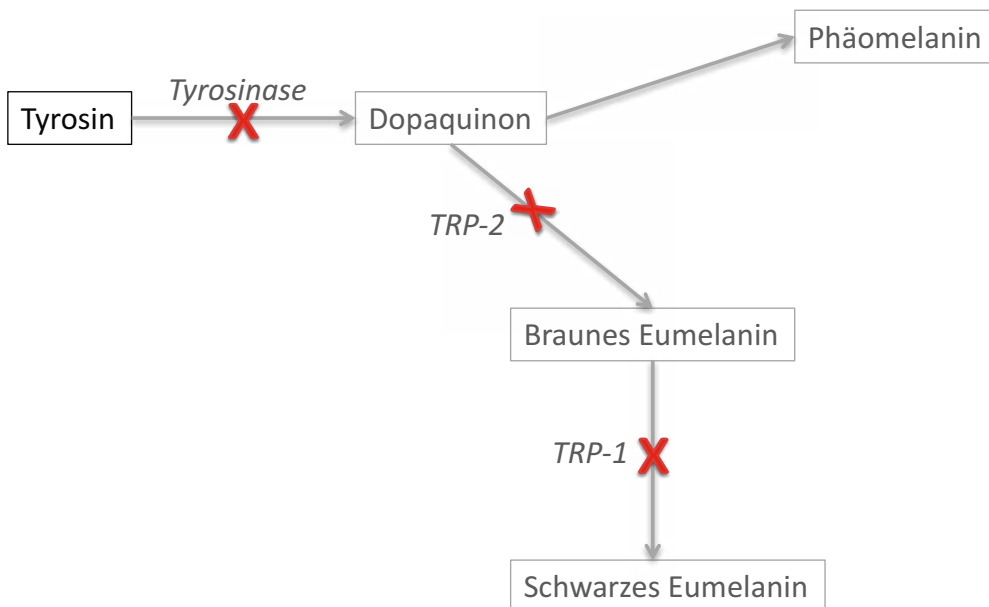 Phäomelanin
Tyrosinase
Tyrosin
Dopaquinon
TRP-2
Braunes Eumelanin
TRP-1
Schwarzes Eumelanin